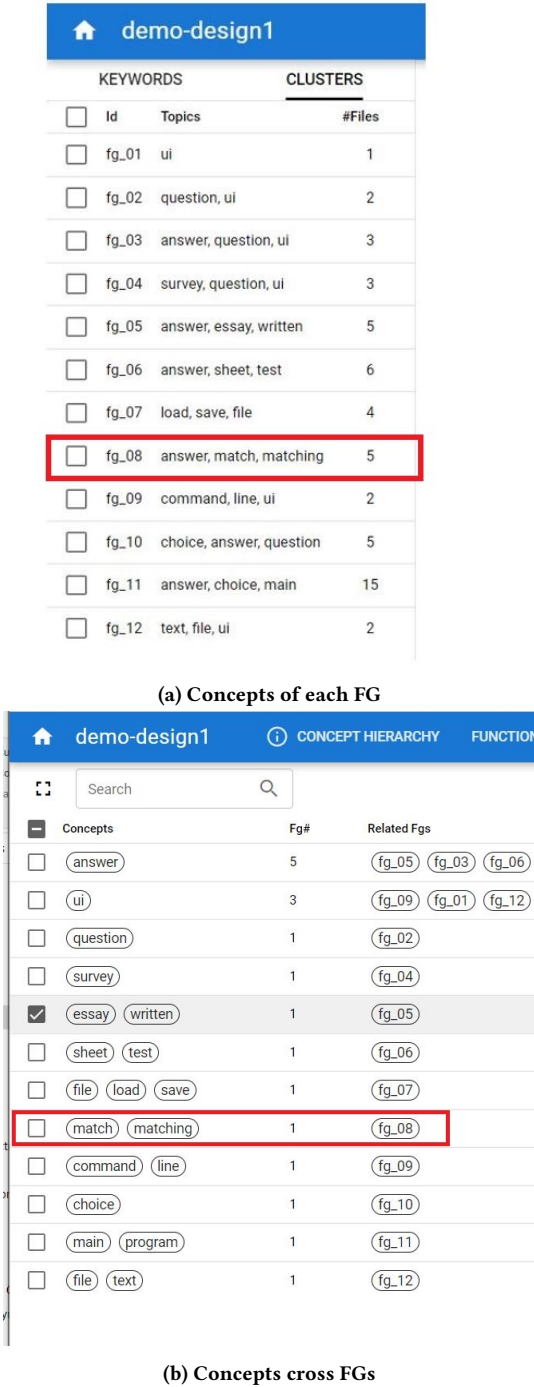 demo-design1
KEYWORDS CLUSTERS
Id Topics #Files
fg_01 ui 1
fg_02 question, ui 2
fg_03 answer, question, ui 3
fg_04 survey, question, ui 3
fg_05 answer, essay, written 5
fg_06 answer, sheet, test 6
fg_07 load, save, file 4
fg_08 answer, match, matching 5
fg_09 command, line, ui 2
fg_10 choice, answer, question 5
fg_11 answer, choice, main 15
fg_12 text, file, ui 2
(a) Concepts of each FG
demo-design1 CONCEPT HIERARCHY FUNCTION
Search
Concepts Fg# Related Fgs
answer 5 fg_05 fg_03 fg_06
ui 3 fg_09 fg_01 fg_12
question 1 fg_02
survey 1 fg_04
essay written 1 fg_05
sheet test 1 fg_06
file load save 1 fg_07
match matching 1 fg_08
command line 1 fg_09
choice 1 fg_10
main program 1 fg_11
file text 1 fg_12
(b) Concepts cross FGs